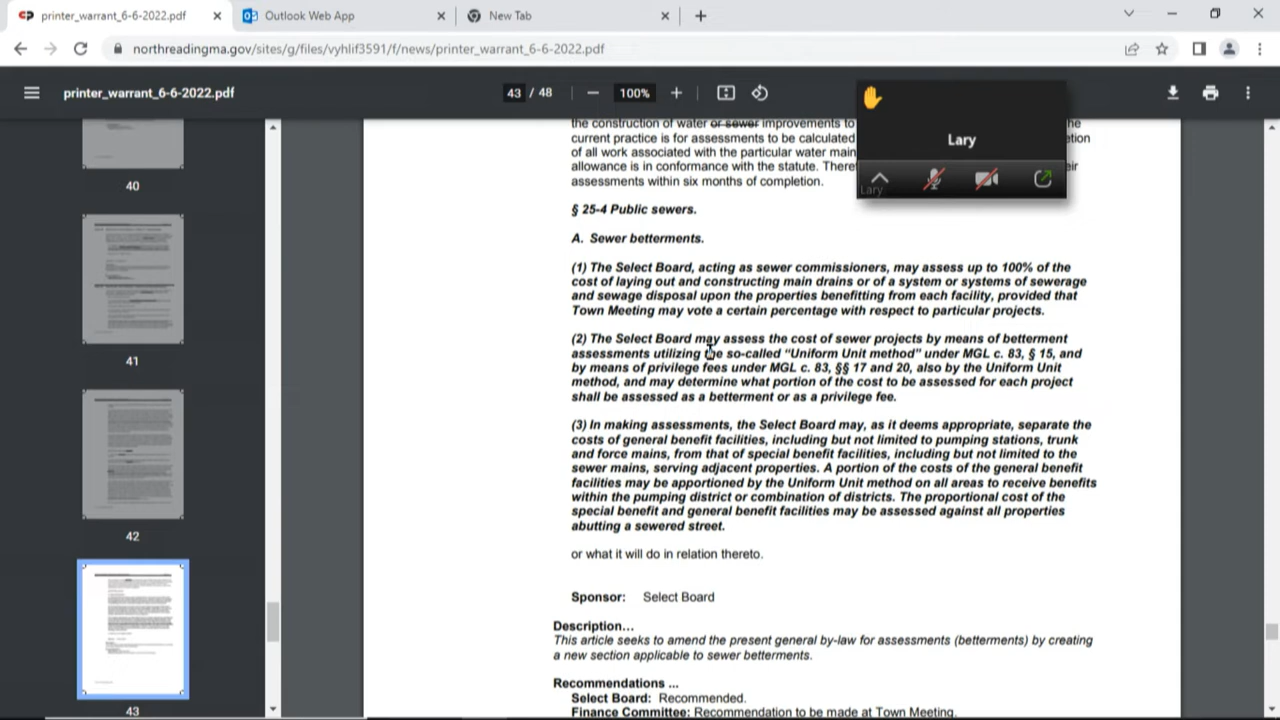 printer_warrant_6-6-2022.pdf
Outlook Web App
New Tab
northreadingma.gov/sites/g/files/vyhlif3591/f/news/printer_warrant_6-6-2022.pdf
printer_warrant_6-6-2022.pdf
43 / 48
100%
Lary
Lary
40
41
42
43
the construction of water or sewer improvements to he
current practice is for assessments to be calculated etion
of all work associated with the particular water main
allowance is in conformance with the statute. There eir
assessments within six months of completion.
§ 25-4 Public sewers.
A. Sewer betterments.
(1) The Select Board, acting as sewer commissioners, may assess up to 100% of the
cost of laying out and constructing main drains or of a system or systems of sewerage
and sewage disposal upon the properties benefitting from each facility, provided that
Town Meeting may vote a certain percentage with respect to particular projects.
(2) The Select Board may assess the cost of sewer projects by means of betterment
assessments utilizing the so-called “Uniform Unit method” under MGL c. 83, § 15, and
by means of privilege fees under MGL c. 83, §§ 17 and 20, also by the Uniform Unit
method, and may determine what portion of the cost to be assessed for each project
shall be assessed as a betterment or as a privilege fee.
(3) In making assessments, the Select Board may, as it deems appropriate, separate the
costs of general benefit facilities, including but not limited to pumping stations, trunk
and force mains, from that of special benefit facilities, including but not limited to the
sewer mains, serving adjacent properties. A portion of the costs of the general benefit
facilities may be apportioned by the Uniform Unit method on all areas to receive benefits
within the pumping district or combination of districts. The proportional cost of the
special benefit and general benefit facilities may be assessed against all properties
abutting a sewered street.
or what it will do in relation thereto.
Sponsor: Select Board
Description...
This article seeks to amend the present general by-law for assessments (betterments) by creating
a new section applicable to sewer betterments.
Recommendations ...
Select Board: Recommended.
Finance Committee: Recommendation to be made at Town Meeting.